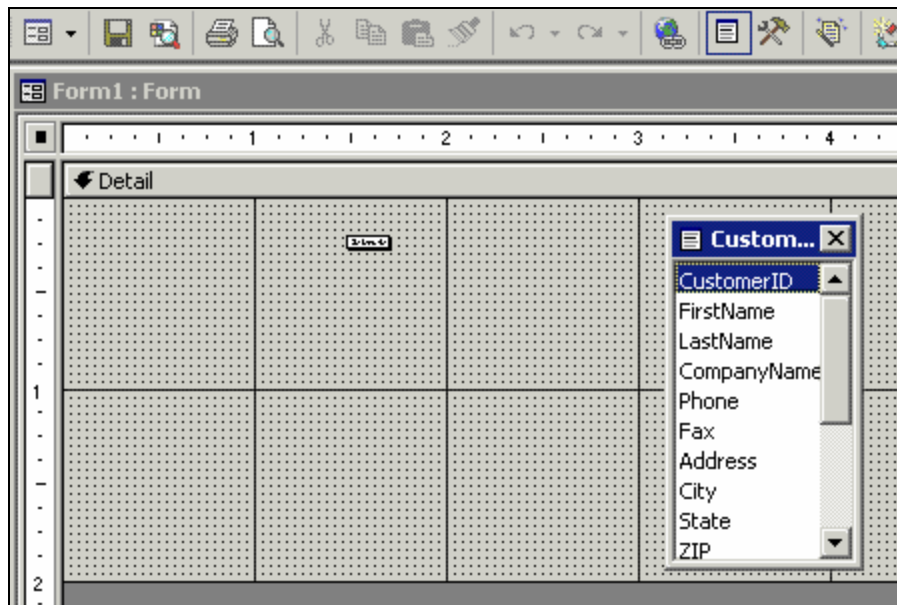 Form1 : Form
1 2 3 4
Detail
Custom...
CustomerID
FirstName
LastName
CompanyName
Phone
Fax
Address
City
State
ZIP
1
2